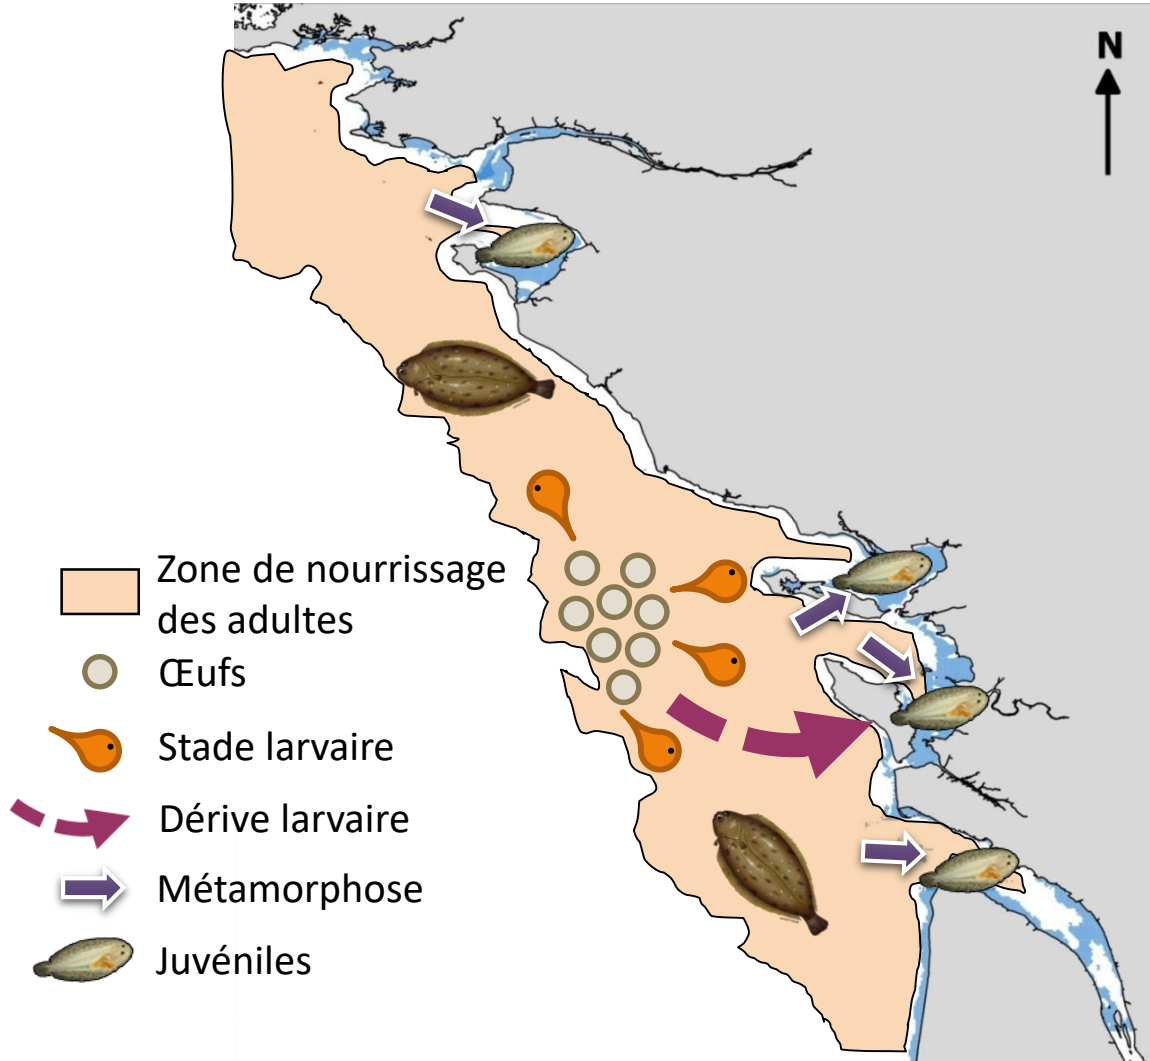 N
Zone de nourrissage
des adultes
Œufs
Stade larvaire
Dérive larvaire
Métamorphose
Juvéniles